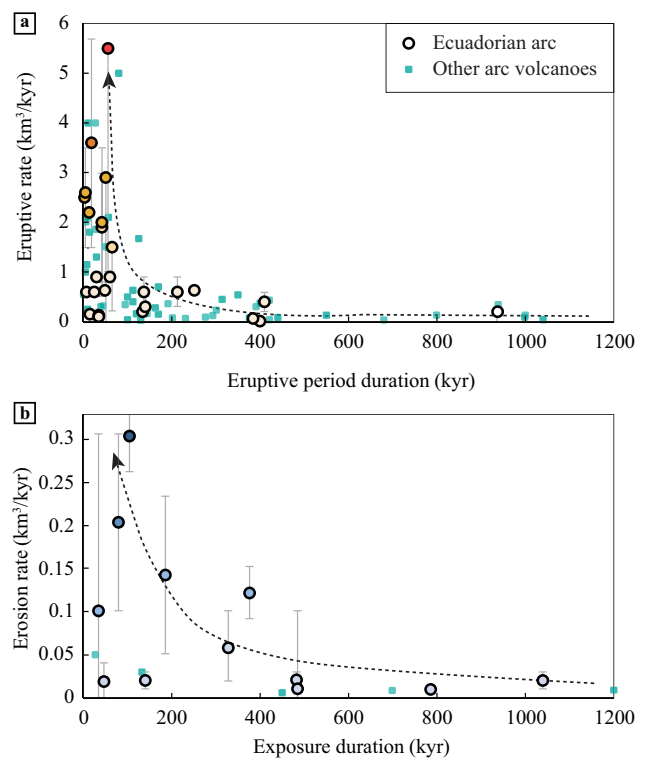 a
6
5
4
3
2
1
0
Eruptive rate (km³/kyr)
Ecuadorian arc
Other arc volcanoes
0 200 400 600 800 1000 1200
Eruptive period duration (kyr)
b
0.3
0.25
0.2
0.15
0.1
0.05
0
Erosion rate (km³/kyr)
0 200 400 600 800 1000 1200
Exposure duration (kyr)